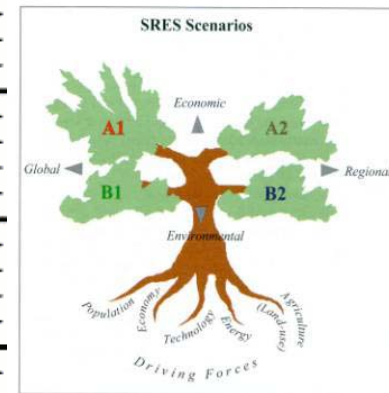 SRES Scenarios
Economic
A1
A2
Global
Regional
B1
B2
Environmental
Population
Economy
Technology
Energy
Agriculture
(Land-use)
Driving Forces